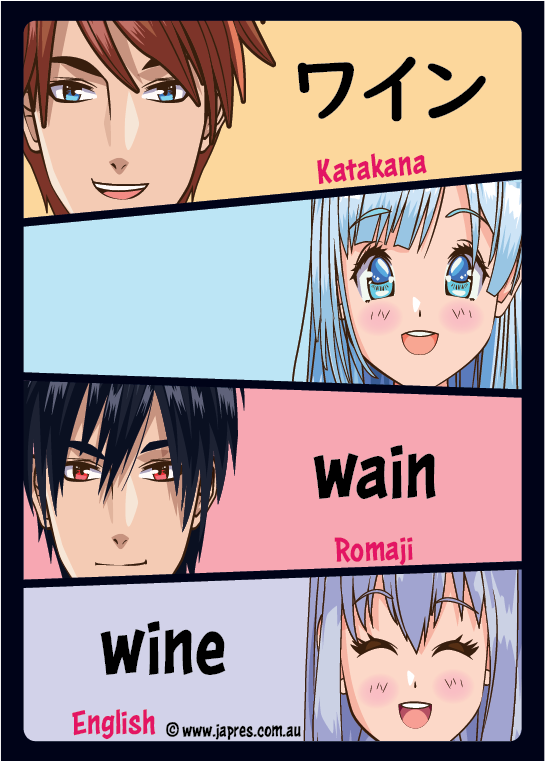 ワイン
Katakana
wain
Romaji
wine
English
© www.japres.com.au